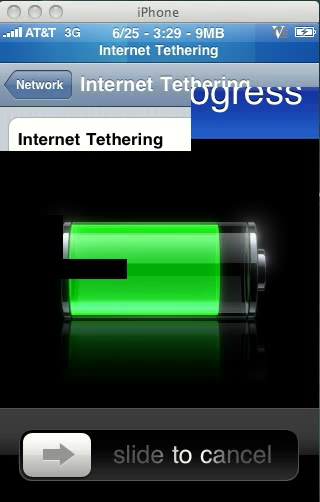 iPhone
AT&T 3G 6/25 - 3:29 - 9MB
Internet Tethering
Network Internet Tethering
ogress
Internet Tethering
slide to cancel